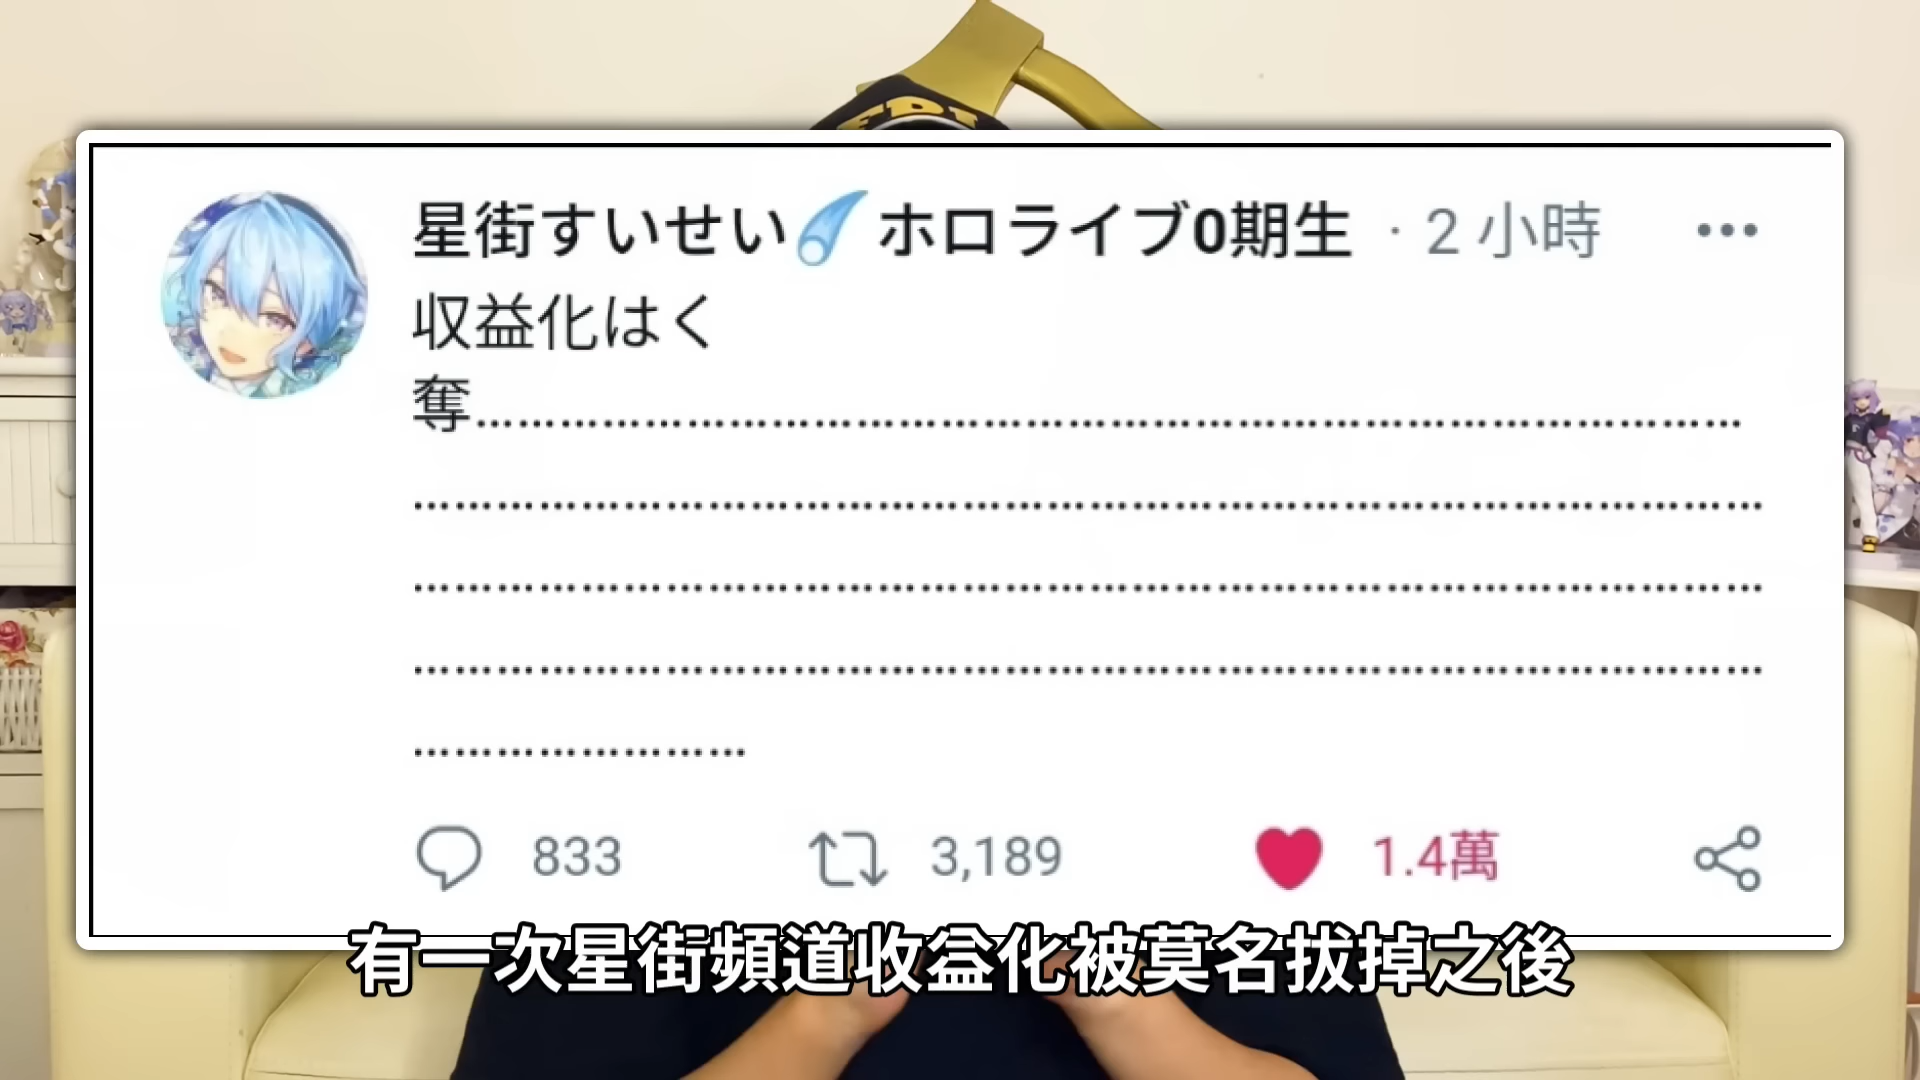 星街すいせい☄️ホロライブ0期生 · 2 小時
収益化はく
奪………………………………………………………………………………
……………………………………………………………………………………
……………………………………………………………………………………
……………………………………………………………………………………
……………………
833 3,189 1.4萬
有一次星街頻道收益化被莫名拔掉之後